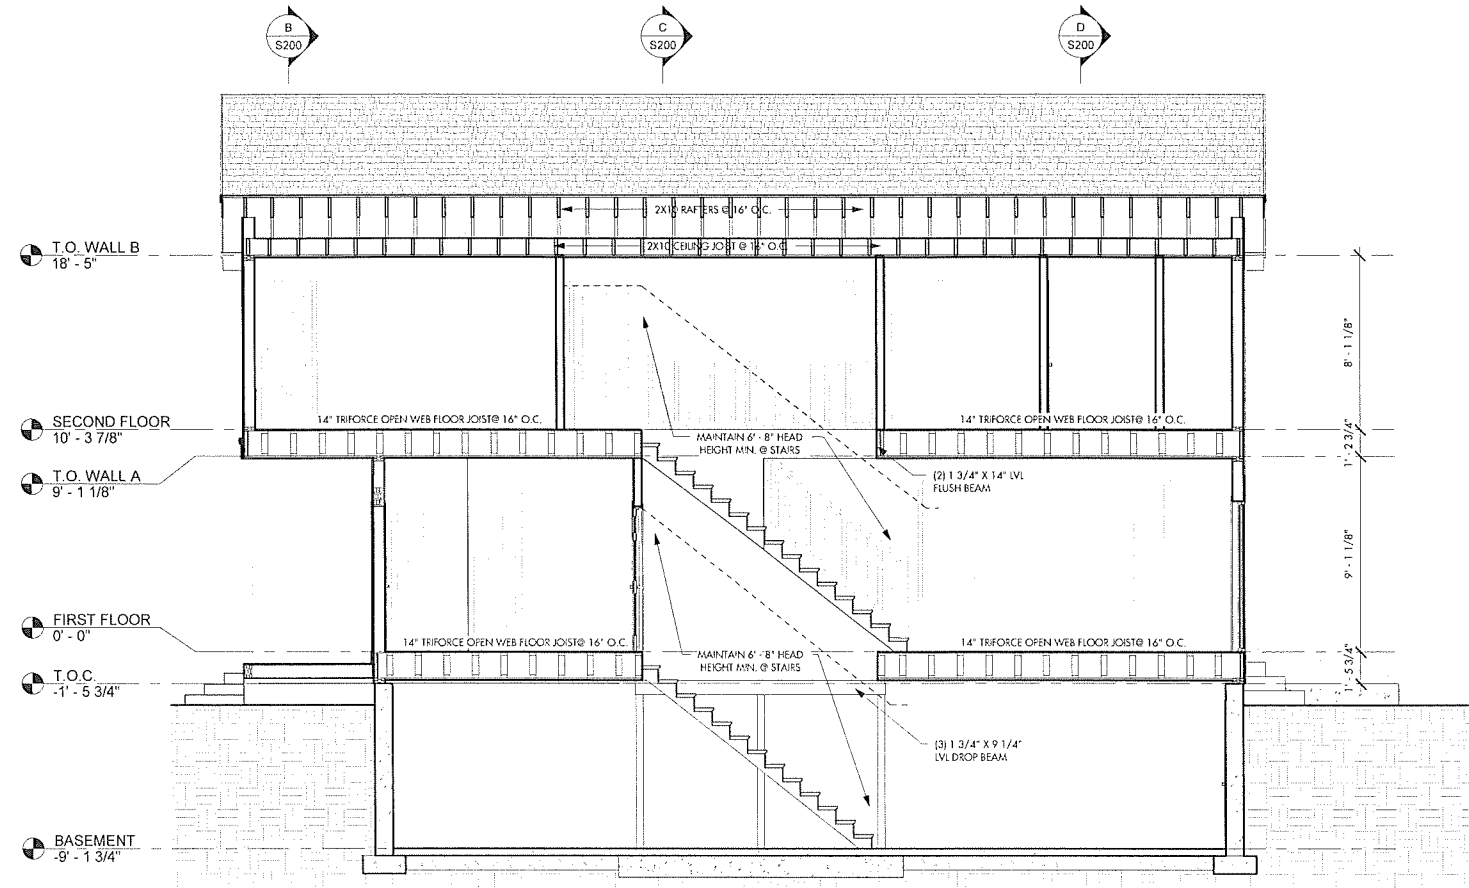 B
S200
C
S200
D
S200
2X10 RAFTERS @ 16" O.C.
2X10 CEILING JOIST @ 16" O.C.
T.O. WALL B
18' - 5"
8' - 1 1/8"
14" TRIFORCE OPEN WEB FLOOR JOIST@ 16" O.C.
14" TRIFORCE OPEN WEB FLOOR JOIST@ 16" O.C.
SECOND FLOOR
10' - 3 7/8"
MAINTAIN 6' - 8" HEAD
HEIGHT MIN. @ STAIRS
1' - 2 3/4"
T.O. WALL A
9' - 1 1/8"
(2) 1 3/4" X 14" LVL
FLUSH BEAM
9' - 1 1/8"
FIRST FLOOR
0' - 0"
14" TRIFORCE OPEN WEB FLOOR JOIST@ 16" O.C.
14" TRIFORCE OPEN WEB FLOOR JOIST@ 16" O.C.
MAINTAIN 6' - 8" HEAD
HEIGHT MIN. @ STAIRS
1' - 5 3/4"
T.O.C.
-1' - 5 3/4"
(3) 1 3/4" X 9 1/4"
LVL DROP BEAM
BASEMENT
-9' - 1 3/4"